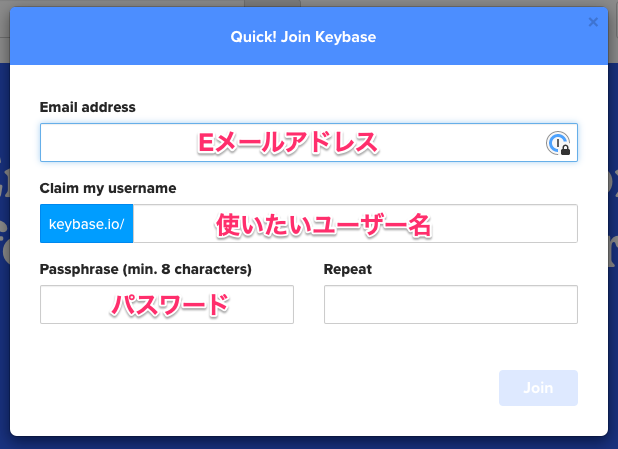 Quick! Join Keybase
×
Email address
Eメールアドレス
Claim my username
keybase.io/ 使いたいユーザー名
Passphrase (min. 8 characters) Repeat
パスワード
Join